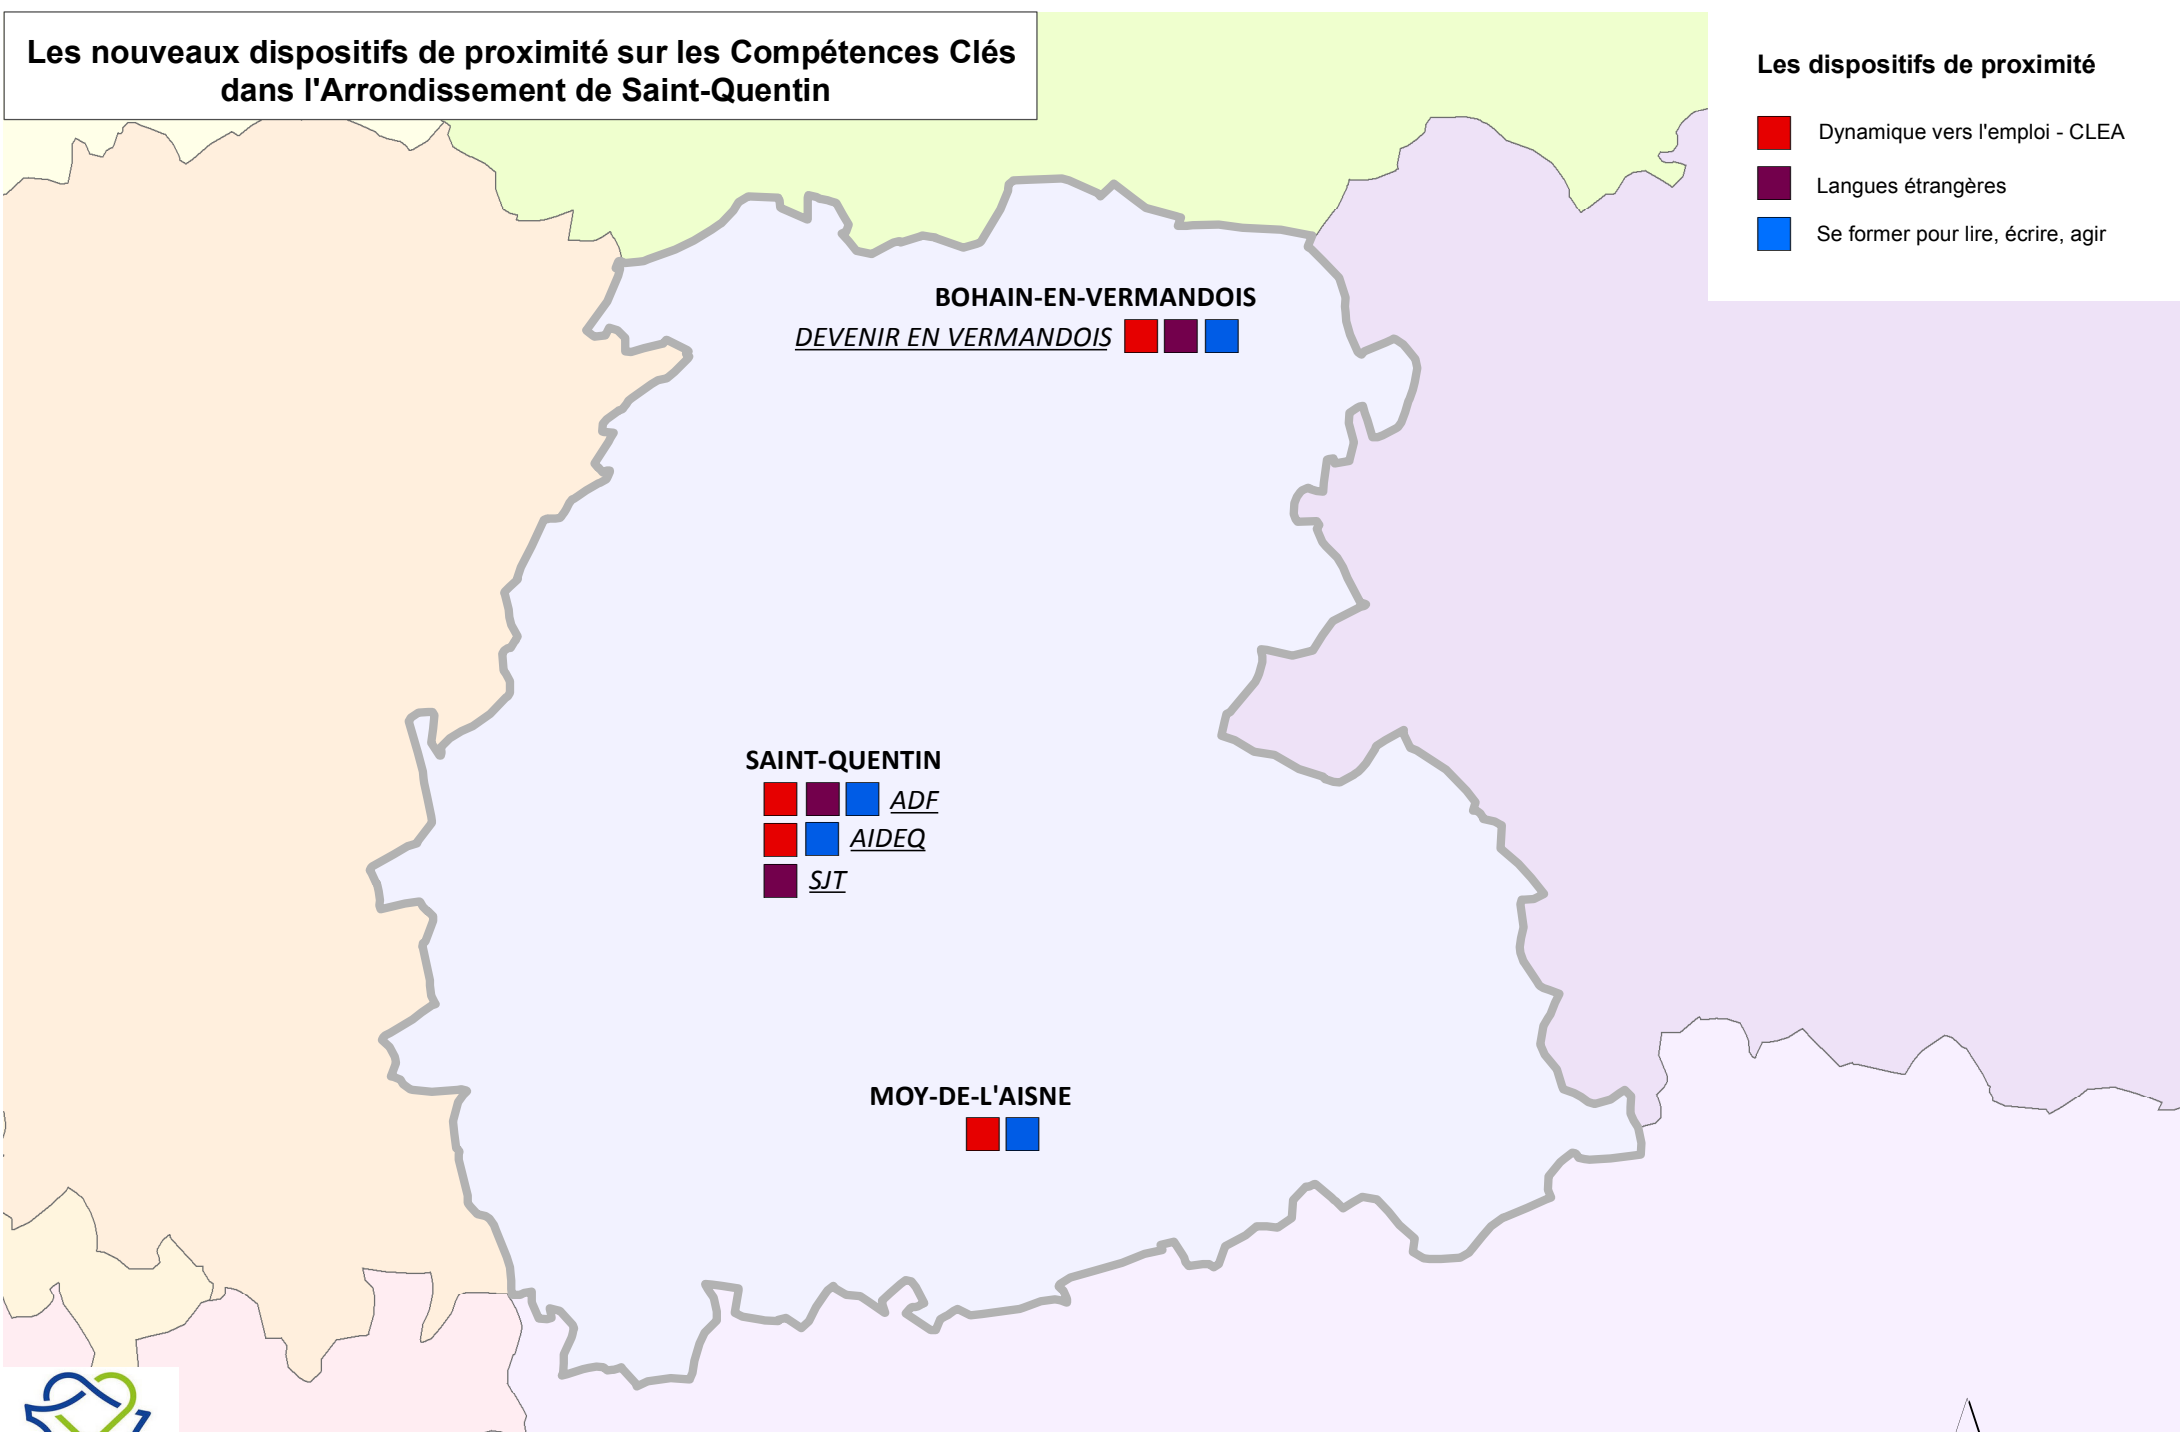 Les nouveaux dispositifs de proximité sur les Compétences Clés
dans l'Arrondissement de Saint-Quentin
Les dispositifs de proximité
Dynamique vers l'emploi - CLEA
Langues étrangères
Se former pour lire, écrire, agir
BOHAIN-EN-VERMANDOIS
DEVENIR EN VERMANDOIS
SAINT-QUENTIN
ADF
AIDEQ
SJT
MOY-DE-L'AISNE